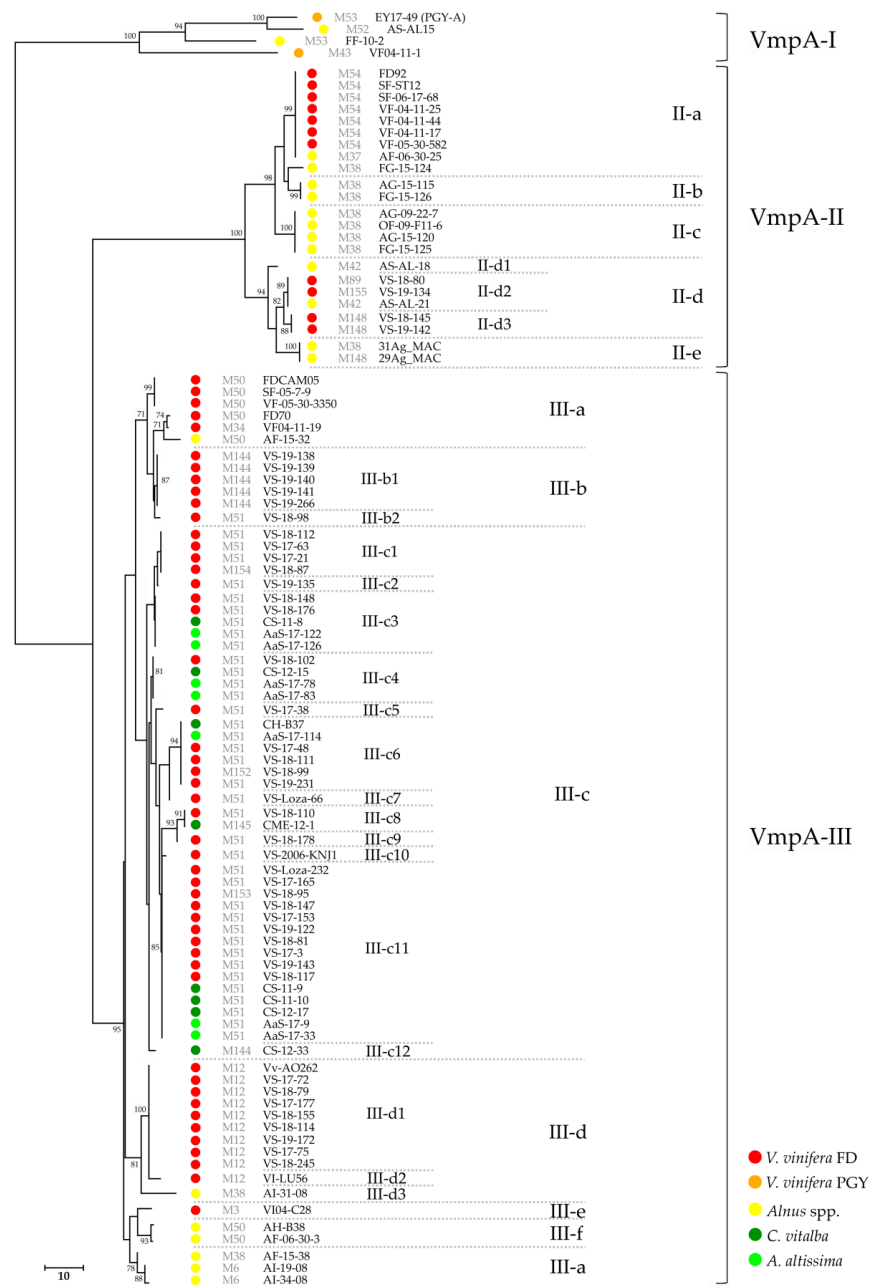 100 M53 EY17-49 (PGY-A)
94 M52 AS-AL15
100 M53 FF-10-2
M43 VF04-11-1
VmpA-I
M54 FD92
M54 SF-ST12
M54 SF-06-17-68
M54 VF-04-11-25
99 M54 VF-04-11-44 II-a
M54 VF-04-11-17
M54 VF-05-30-582
M37 AF-06-30-25
M38 FG-15-124
98
M38 AG-15-115
99 M38 FG-15-126 II-b
M38 AG-09-22-7
M38 OF-09-F11-6
100 M38 AG-15-120 II-c
M38 FG-15-125
100
VmpA-II
M42 AS-AL-18 II-d1
94 89 M89 VS-18-80
M155 VS-19-134 II-d2 II-d
82 M42 AS-AL-21
M148 VS-18-145
88 M148 VS-19-142 II-d3
100 M38 31Ag_MAC
M148 29Ag_MAC II-e
M50 FDCAM05
99 M50 SF-05-7-9
M50 VF-05-30-3350
71 74 M50 FD70 III-a
71 M34 VF04-11-19
M50 AF-15-32
M144 VS-19-138
M144 VS-19-139
87 M144 VS-19-140 III-b1
M144 VS-19-141 III-b
M144 VS-19-266
M51 VS-18-98 III-b2
M51 VS-18-112
M51 VS-17-63 III-c1
M51 VS-17-21
M154 VS-18-87
M51 VS-19-135 III-c2
M51 VS-18-148
M51 VS-18-176
M51 CS-11-8 III-c3
M51 AaS-17-122
M51 AaS-17-126
M51 VS-18-102
81 M51 CS-12-15
M51 AaS-17-78 III-c4
M51 AaS-17-83
M51 VS-17-38 III-c5
M51 CH-B37
M51 AaS-17-114
94 M51 VS-17-48 III-c6
M51 VS-18-111
M152 VS-18-99
M51 VS-19-231
III-c
M51 VS-Loza-66 III-c7
91 M51 VS-18-110
93 M145 CME-12-1 III-c8
M51 VS-18-178 III-c9
VmpA-III
M51 VS-2006-KNJ1 III-c10
M51 VS-Loza-232
M51 VS-17-165
M153 VS-18-95
M51 VS-18-147
M51 VS-17-153
M51 VS-19-122
M51 VS-18-81
85 M51 VS-17-3 III-c11
M51 VS-19-143
M51 VS-18-117
M51 CS-11-9
M51 CS-11-10
M51 CS-12-17
M51 AaS-17-9
95 M51 AaS-17-33
M144 CS-12-33 III-c12
M12 Vv-AO262
M12 VS-17-72
M12 VS-18-79
M12 VS-17-177
100 M12 VS-18-155 III-d1
M12 VS-18-114
M12 VS-19-172 III-d
M12 VS-17-75
81 M12 VS-18-245
M12 VI-LU56 III-d2
M38 AI-31-08 III-d3
M3 VI04-C28 III-e
M50 AH-B38
93 M50 AF-06-30-3 III-f
M38 AF-15-38
78 M6 AI-19-08 III-a
88 M6 AI-34-08
10
V. vinifera FD
V. vinifera PGY
Alnus spp.
C. vitalba
A. altissima